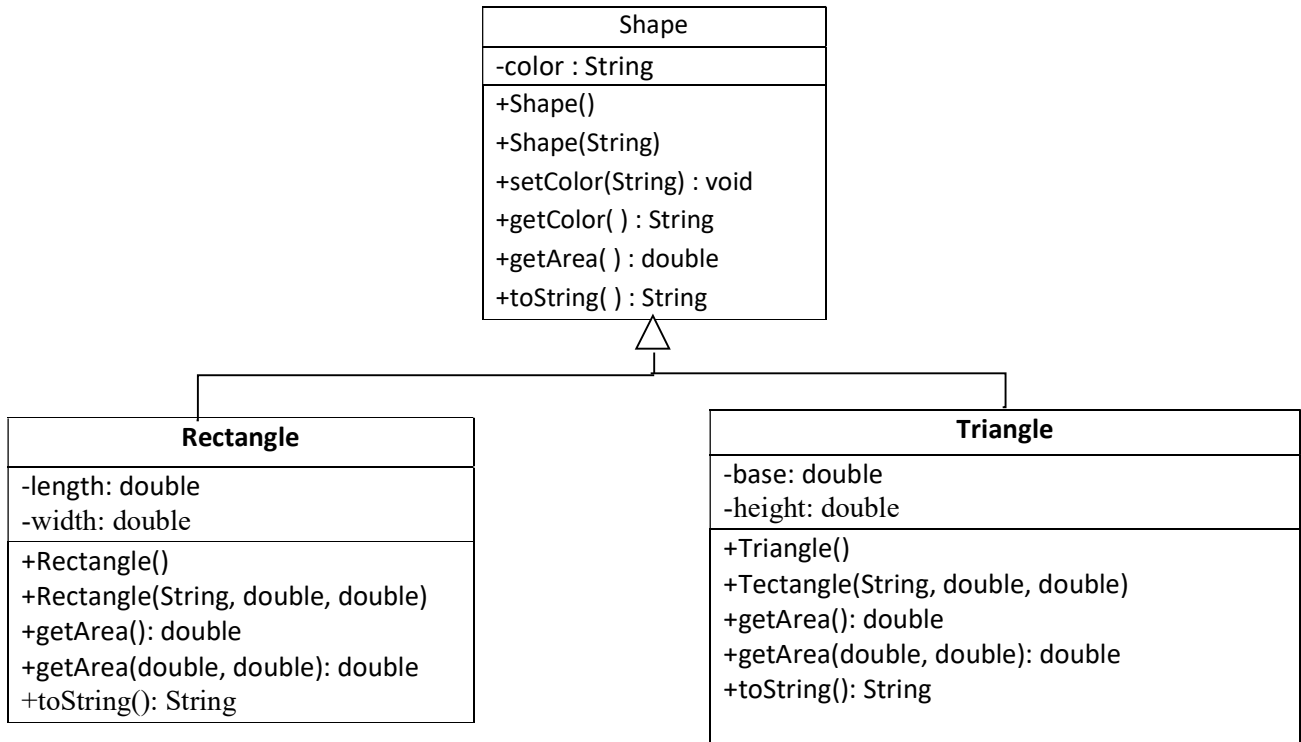 Shape
-color : String
+Shape()
+Shape(String)
+setColor(String) : void
+getColor( ) : String
+getArea( ) : double
+toString( ) : String
Rectangle
-length: double
-width: double
+Rectangle()
+Rectangle(String, double, double)
+getArea(): double
+getArea(double, double): double
+toString(): String
Triangle
-base: double
-height: double
+Triangle()
+Tectangle(String, double, double)
+getArea(): double
+getArea(double, double): double
+toString(): String